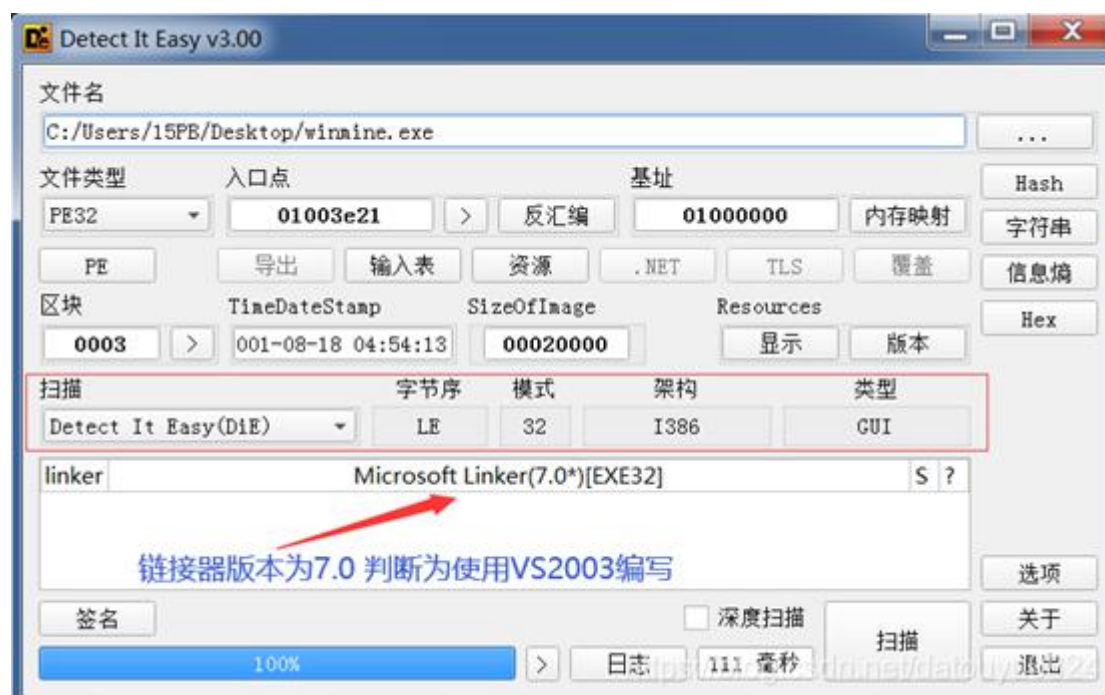 Detect It Easy v3.00
文件名
C:/Users/15PB/Desktop/winmine.exe
...
文件类型 入口点 基址
Hash
PE32 01003e21 > 反汇编 01000000 内存映射
字符串
PE 导出 输入表 资源 .NET TLS 覆盖
信息熵
区块 TimeDateStamp SizeOfImage Resources
Hex
0003 > 001-08-18 04:54:13 00020000 显示 版本
扫描 字节序 模式 架构 类型
Detect It Easy(DiE) LE 32 I386 GUI
linker Microsoft Linker(7.0*)[EXE32] S ?
链接器版本为7.0 判断为使用VS2003编写
选项
签名 深度扫描 扫描 关于
100% > 日志 111 毫秒 退出